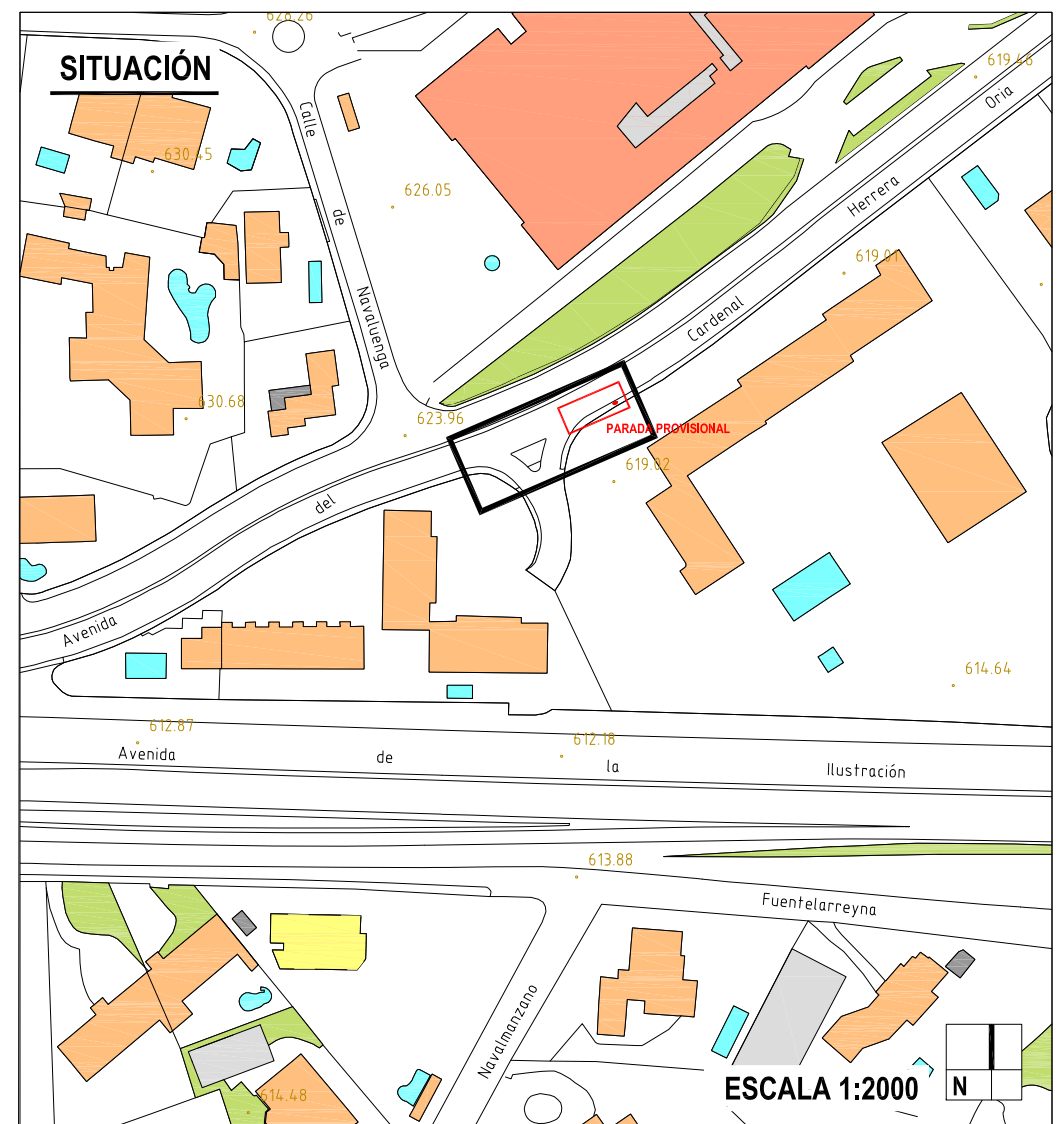 628.26
SITUACIÓN
619.46
Oria
Calle
630.45
626.05
de
Herrera
Navaluenga
619.01
Cardenal
630.68
623.96
PARADA PROVISIONAL
619.02
del
Avenida
614.64
612.87
612.18
Avenida de la Ilustración
613.88
Fuentelarreyna
Navalmanzano
614.48
ESCALA 1:2000
N